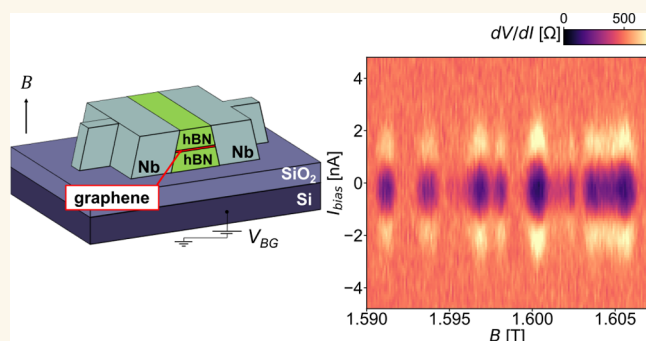 B
hBN
Nb
hBN
Nb
graphene
SiO2
Si
VBG
dV/dI [Ω]
0
500
4
2
0
−2
−4
Ibias [nA]
1.590
1.595
1.600
1.605
B [T]